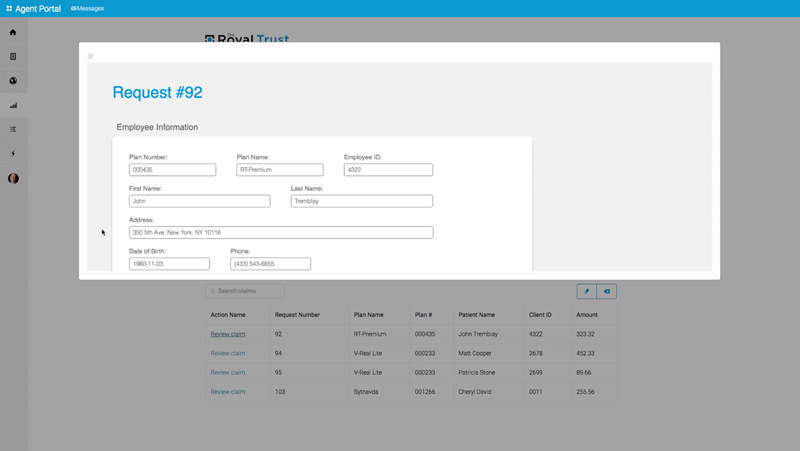 Agent Portal Messages
The
Royal Trust
×
Request #92
Employee Information
Plan Number: Plan Name: Employee ID:
000435 RT-Premium 4322
First Name: Last Name:
John Tremblay
Address:
350 5th Ave, New York, NY 10118
Date of Birth: Phone:
1960-11-03 (433) 543-6655
Search claims
Action Name Request Number Plan Name Plan # Patient Name Client ID Amount
Review claim 92 RT-Premium 000435 John Tremblay 4322 323.32
Review claim 94 V-Real Lite 000233 Matt Cooper 2678 452.33
Review claim 95 V-Real Lite 000233 Patricia Stone 2699 89.66
Review claim 103 Sytnavda 001266 Cheryl Devid 0011 255.56